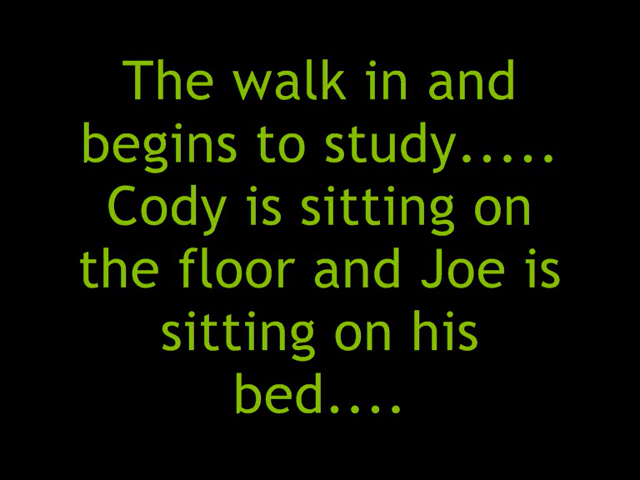 The walk in and
begins to study.....
Cody is sitting on
the floor and Joe is
sitting on his
bed....